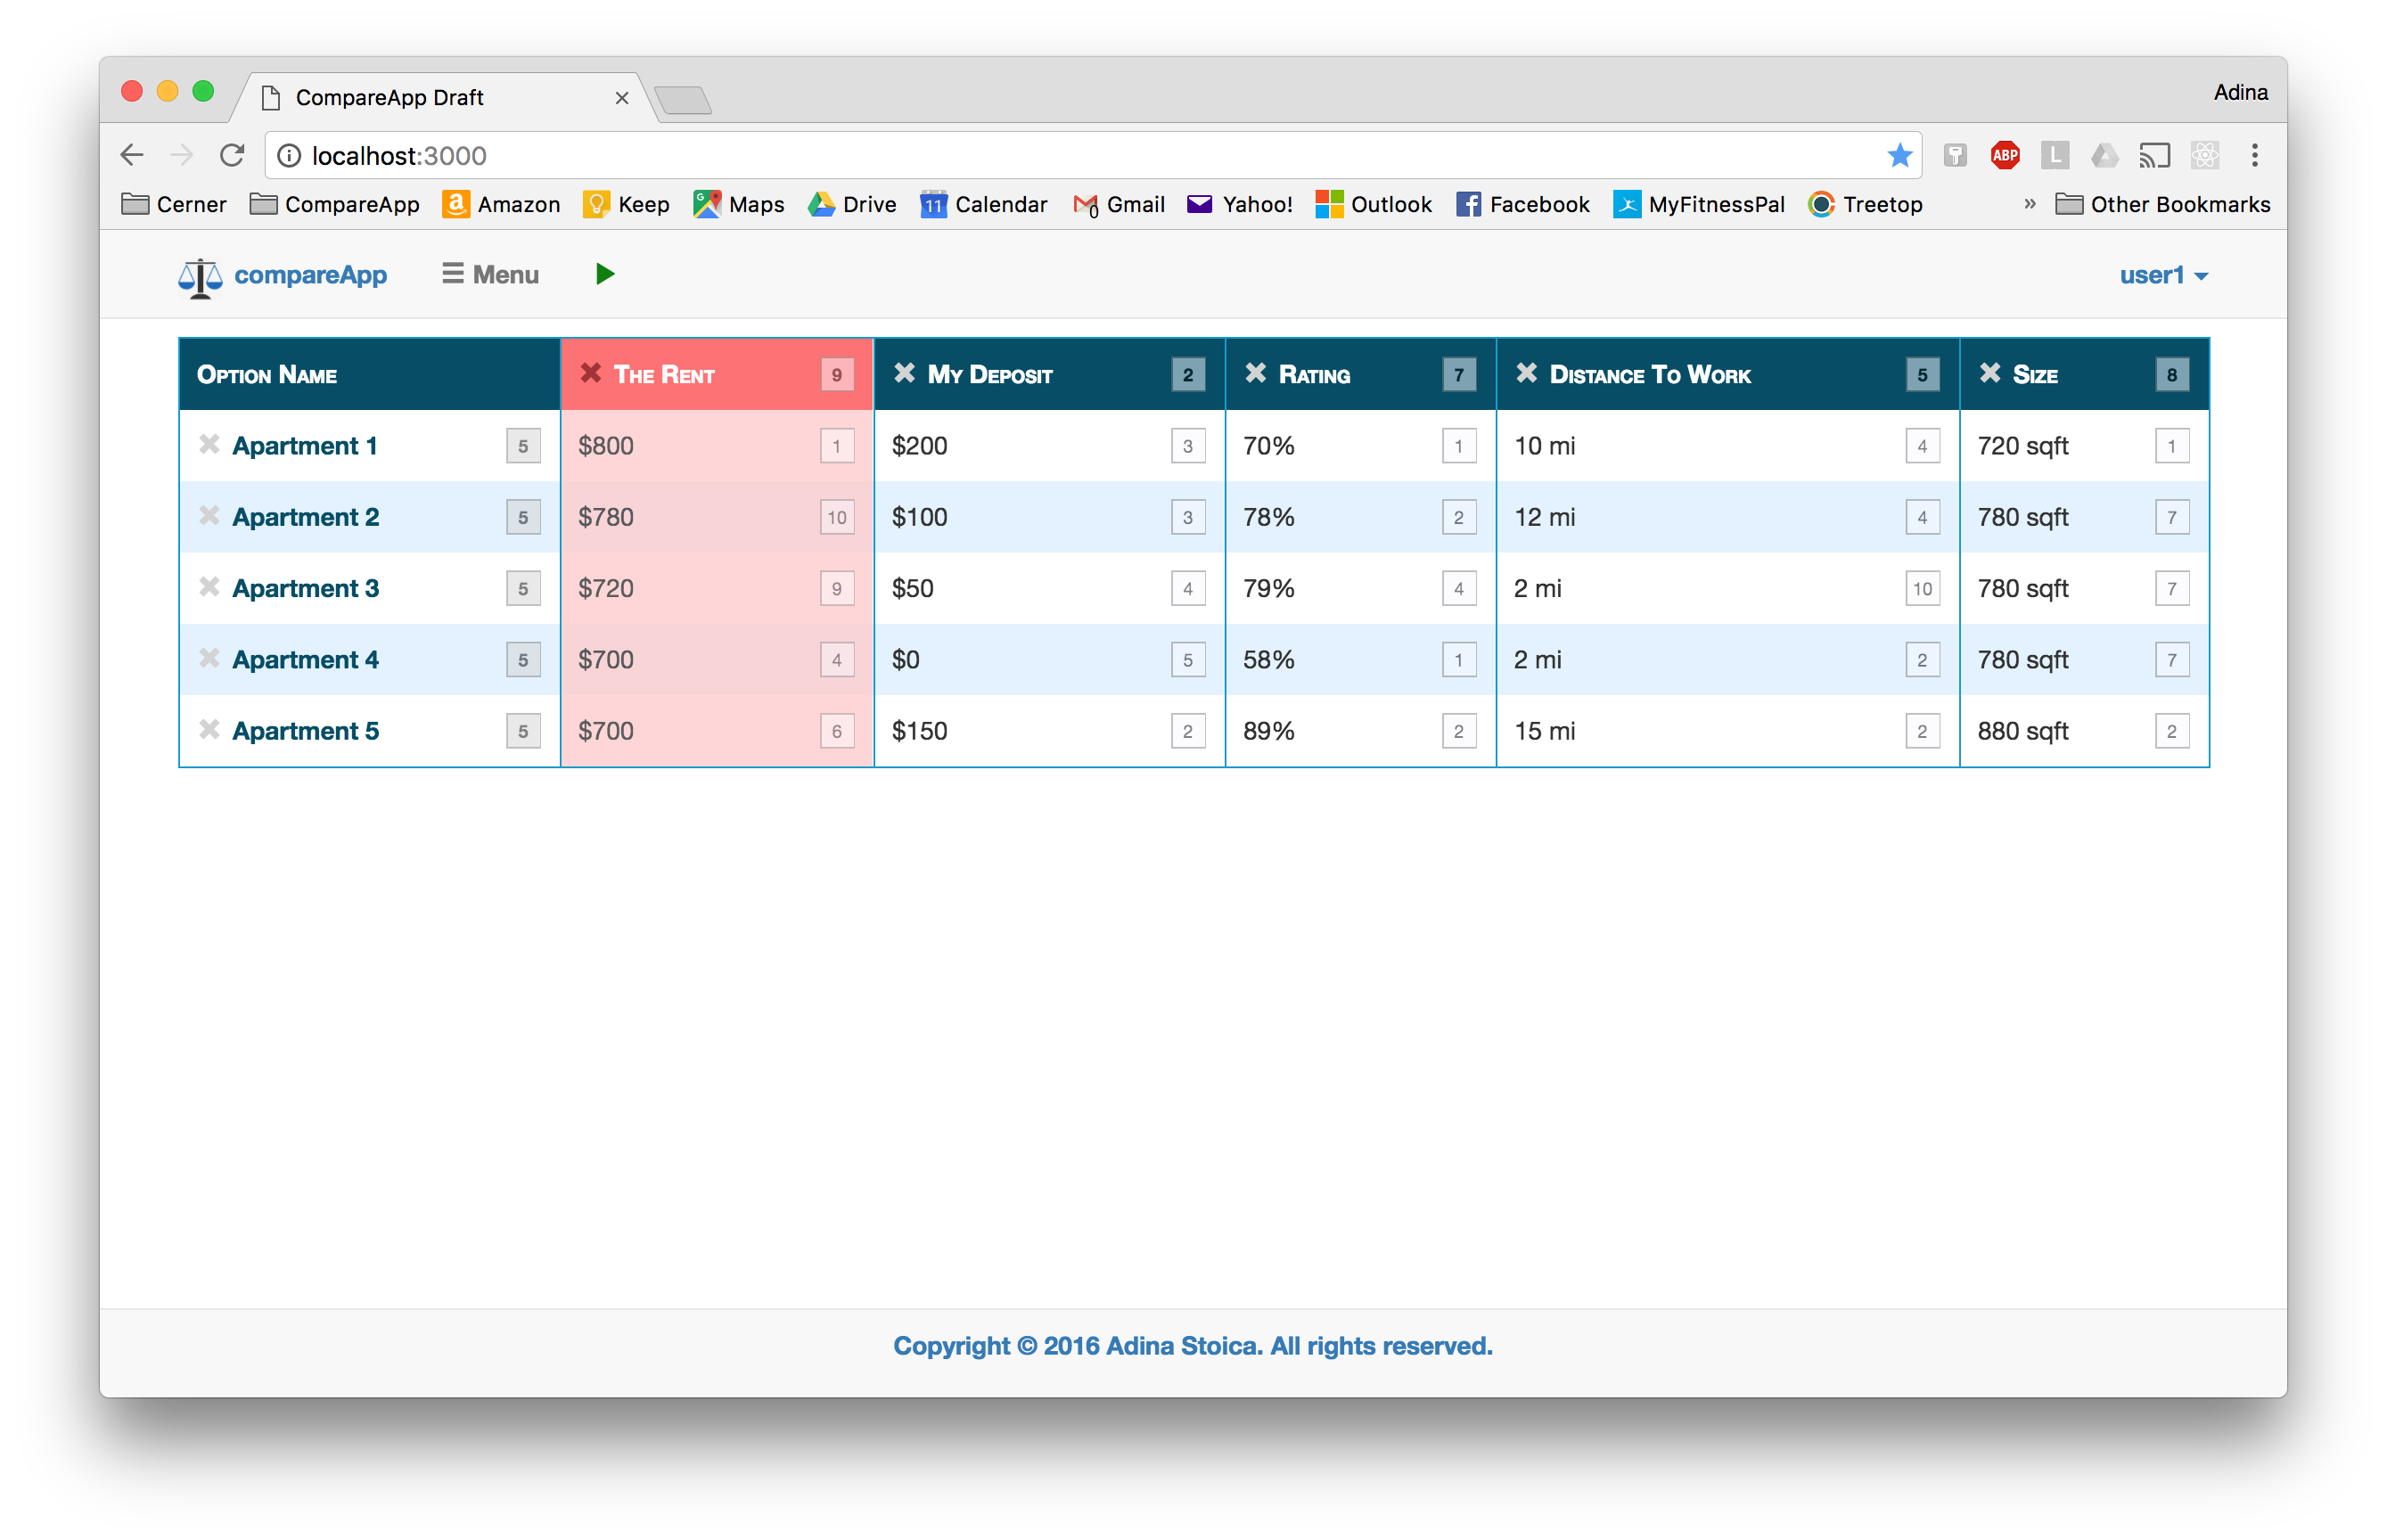 CompareApp Draft
Adina
localhost:3000
ABP
L
Cerner CompareApp a Amazon Keep G Maps Drive 11 Calendar 0 Gmail Yahoo! Outlook f Facebook MyFitnessPal Treetop » Other Bookmarks
compareApp Menu user1
Option Name The Rent 9 My Deposit 2 Rating 7 Distance To Work 5 Size 8
Apartment 1 5 $800 1 $200 3 70% 1 10 mi 4 720 sqft 1
Apartment 2 5 $780 10 $100 3 78% 2 12 mi 4 780 sqft 7
Apartment 3 5 $720 9 $50 4 79% 4 2 mi 10 780 sqft 7
Apartment 4 5 $700 4 $0 5 58% 1 2 mi 2 780 sqft 7
Apartment 5 5 $700 6 $150 2 89% 2 15 mi 2 880 sqft 2
Copyright © 2016 Adina Stoica. All rights reserved.